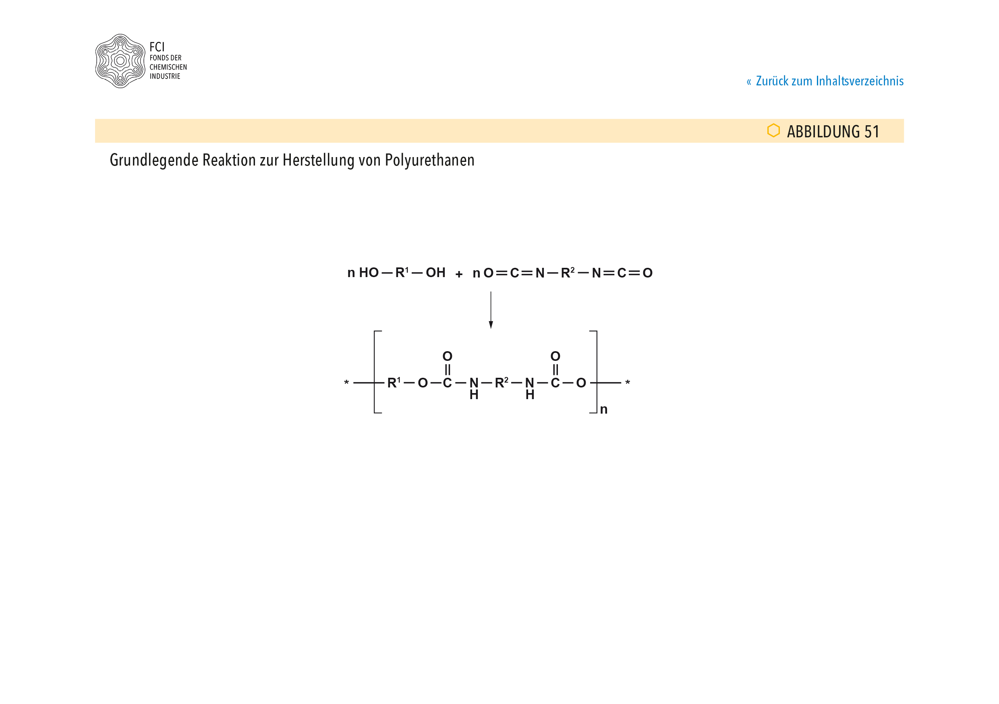 FCI
FONDS DER
CHEMISCHEN
INDUSTRIE
« Zurück zum Inhaltsverzeichnis
ABBILDUNG 51
Grundlegende Reaktion zur Herstellung von Polyurethanen
n HO — R¹ — OH + n O=C=N — R² — N=C=O
O O
* — R¹ — O — C — N — R² — N — C — O — *
H H
n